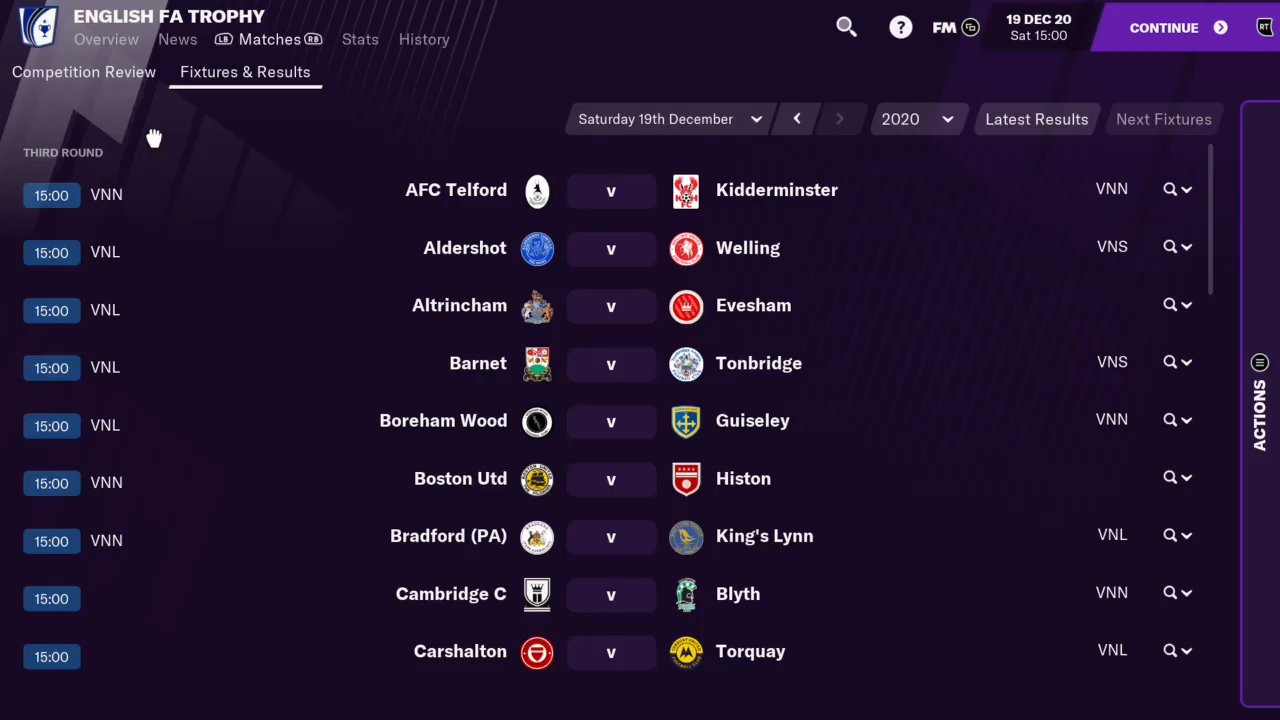 ENGLISH FA TROPHY
Overview News LB Matches RB Stats History
FM 19 DEC 20 CONTINUE RT
Sat 15:00
Competition Review Fixtures & Results
Saturday 19th December 2020 Latest Results Next Fixtures
THIRD ROUND
15:00 VNN AFC Telford v Kidderminster VNN
15:00 VNL Aldershot v Welling VNS
15:00 VNL Altrincham v Evesham
15:00 VNL Barnet v Tonbridge VNS
15:00 VNL Boreham Wood v Guiseley VNN
15:00 VNN Boston Utd v Histon
15:00 VNN Bradford (PA) v King's Lynn VNL
15:00 Cambridge C v Blyth VNN
15:00 Carshalton v Torquay VNL
ACTIONS